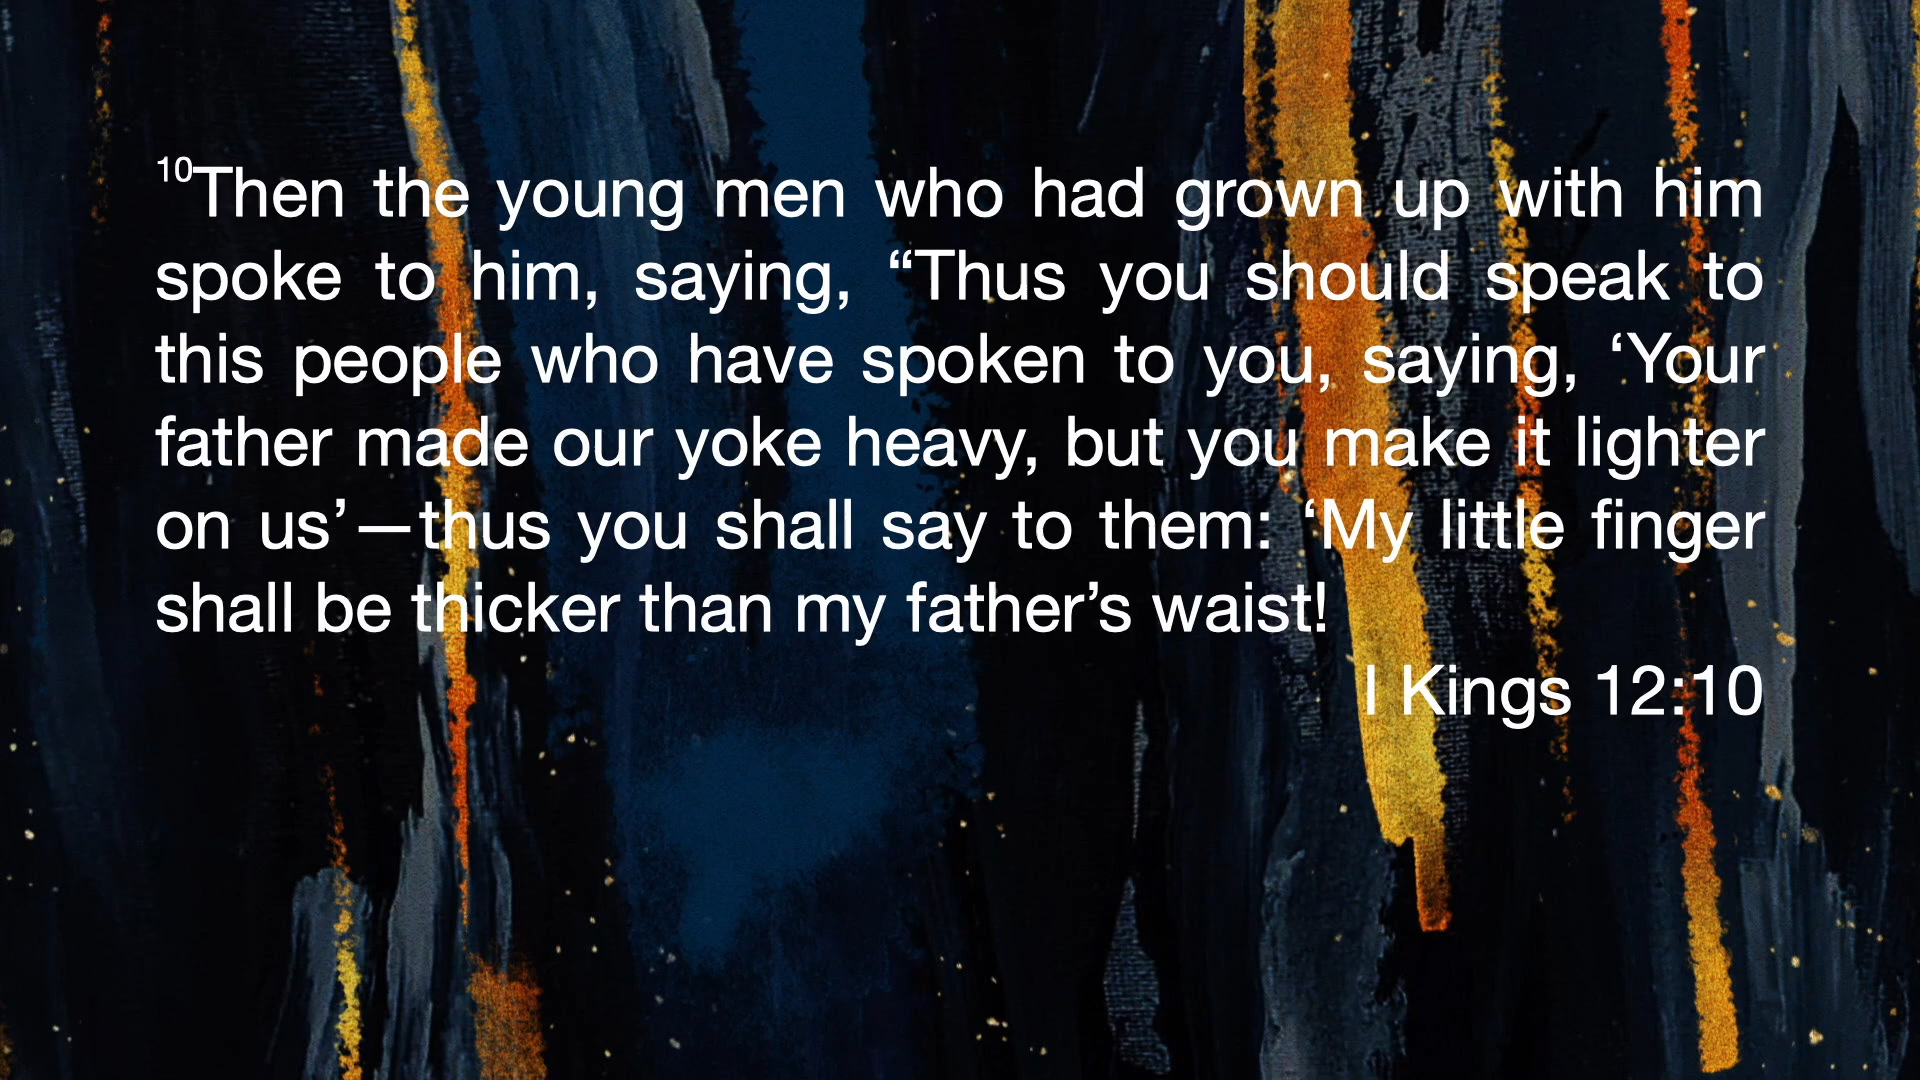 ¹⁰Then the young men who had grown up with him
spoke to him, saying, “Thus you should speak to
this people who have spoken to you, saying, ‘Your
father made our yoke heavy, but you make it lighter
on us’—thus you shall say to them: ‘My little finger
shall be thicker than my father’s waist!
I Kings 12:10